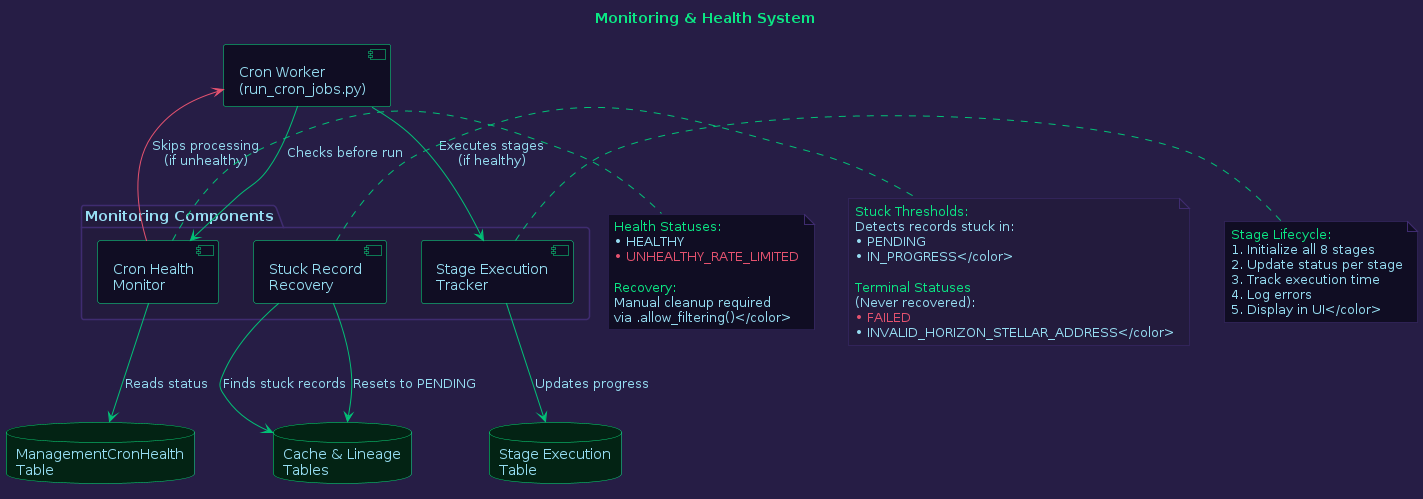 Monitoring & Health System
Cron Worker
(run_cron_jobs.py)
Skips processing
(if unhealthy)
Checks before run
Executes stages
(if healthy)
Monitoring Components
Cron Health
Monitor
Stuck Record
Recovery
Stage Execution
Tracker
Health Statuses:
• HEALTHY
• UNHEALTHY_RATE_LIMITED
Recovery:
Manual cleanup required
via .allow_filtering()</color>
Stuck Thresholds:
Detects records stuck in:
• PENDING
• IN_PROGRESS</color>
Terminal Statuses
(Never recovered):
• FAILED
• INVALID_HORIZON_STELLAR_ADDRESS</color>
Stage Lifecycle:
1. Initialize all 8 stages
2. Update status per stage
3. Track execution time
4. Log errors
5. Display in UI</color>
Reads status
Finds stuck records
Resets to PENDING
Updates progress
ManagementCronHealth
Table
Cache & Lineage
Tables
Stage Execution
Table